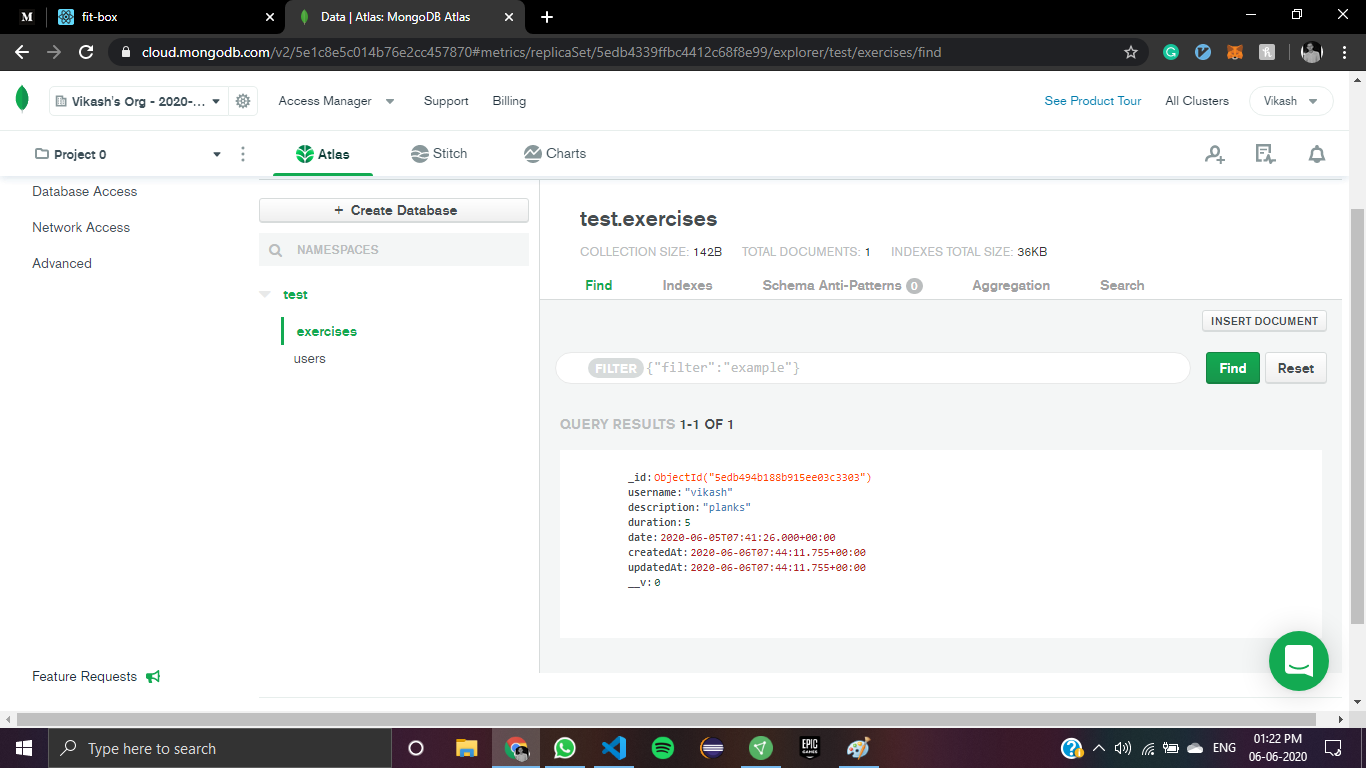 M
fit-box
Data | Atlas: MongoDB Atlas
cloud.mongodb.com/v2/5e1c8e5c014b76e2cc457870#metrics/replicaSet/5edb4339ffbc4412c68f8e99/explorer/test/exercises/find
Vikash's Org - 2020-...
Access Manager
Support
Billing
See Product Tour
All Clusters
Vikash
Project 0
Atlas
Stitch
Charts
Database Access
Network Access
Advanced
Feature Requests
+ Create Database
NAMESPACES
test
exercises
users
test.exercises
COLLECTION SIZE: 142B TOTAL DOCUMENTS: 1 INDEXES TOTAL SIZE: 36KB
Find Indexes Schema Anti-Patterns 0 Aggregation Search
INSERT DOCUMENT
FILTER {"filter":"example"}
Find
Reset
QUERY RESULTS 1-1 OF 1
_id: ObjectId("5edb494b188b915ee03c3303")
username: "vikash"
description: "planks"
duration: 5
date: 2020-06-05T07:41:26.000+00:00
createdAt: 2020-06-06T07:44:11.755+00:00
updatedAt: 2020-06-06T07:44:11.755+00:00
__v: 0
Type here to search
EPIC GAMES
ENG
01:22 PM
06-06-2020